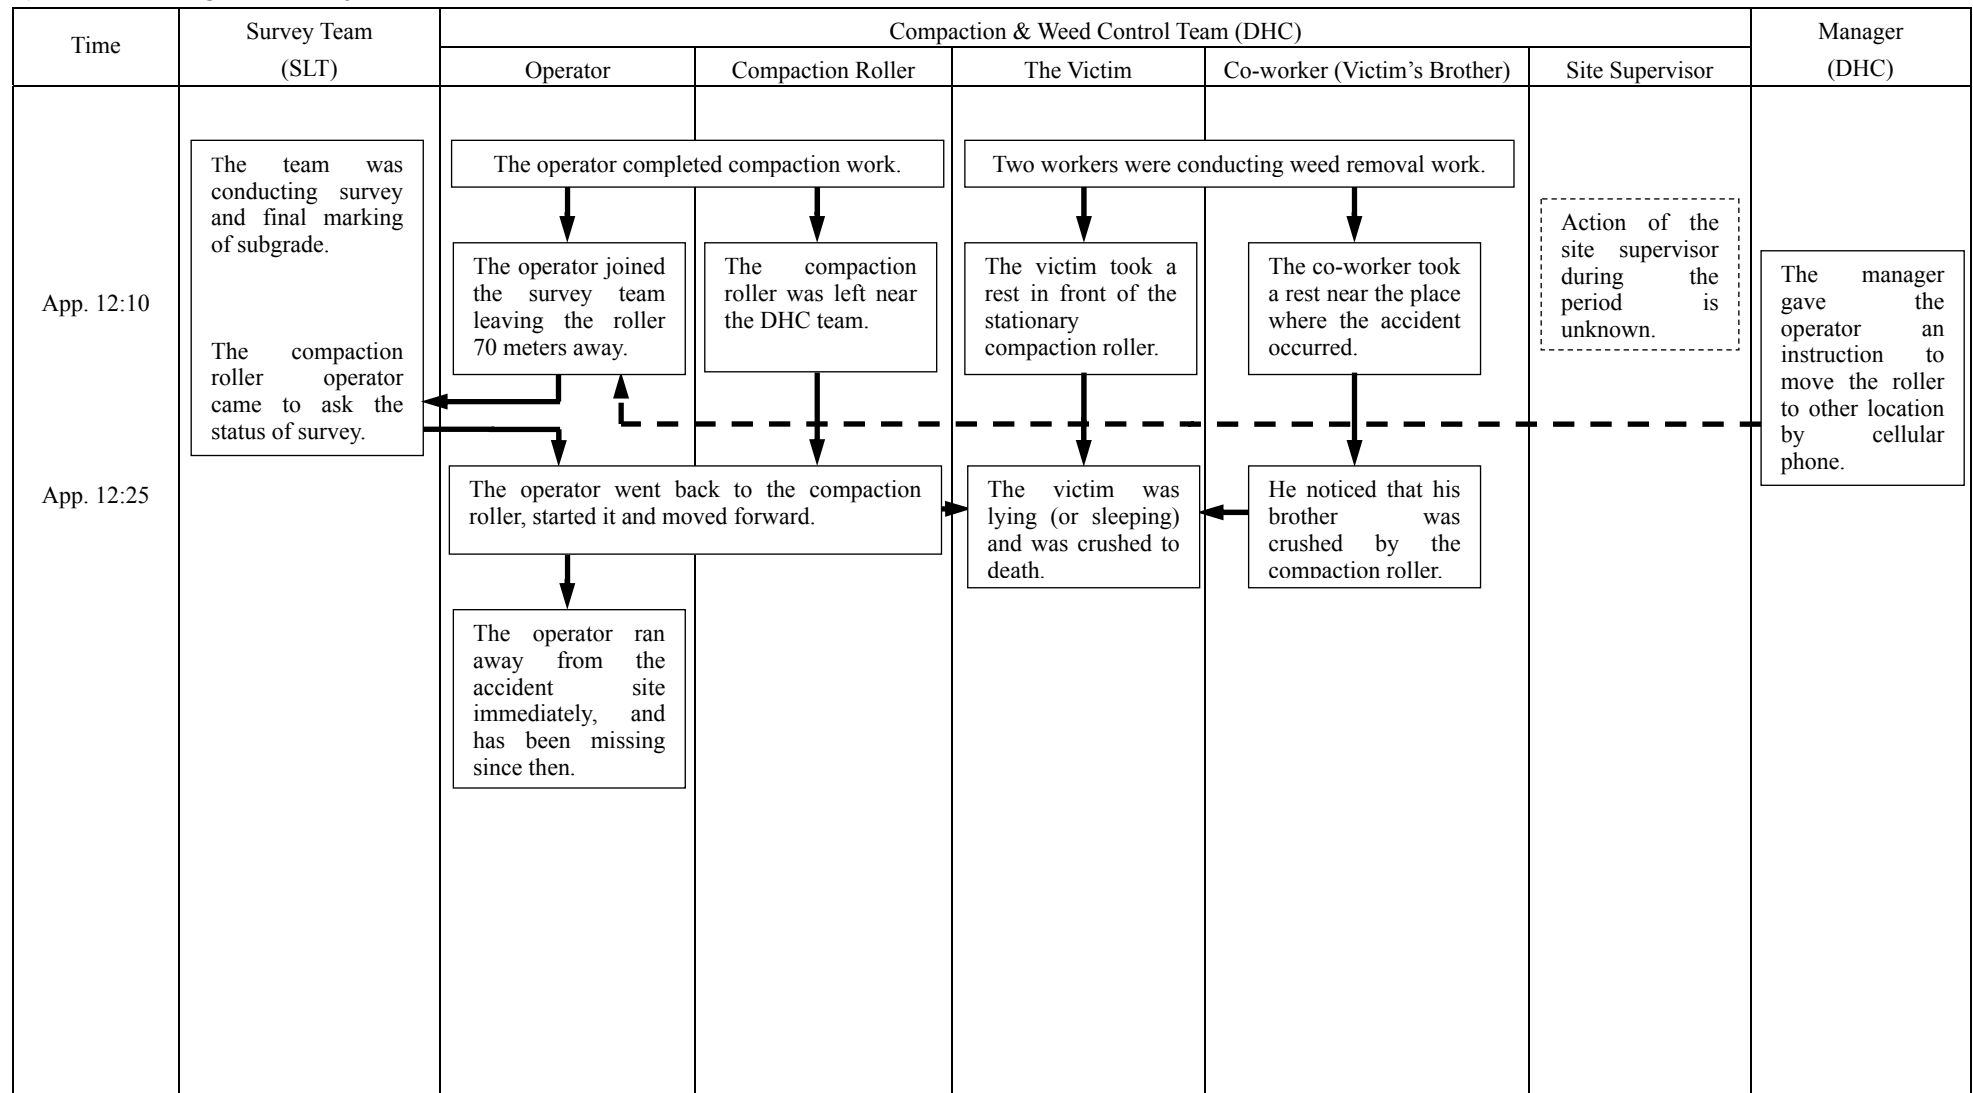 Time
Survey Team
(SLT)
Compaction & Weed Control Team (DHC)
Manager
(DHC)
Operator
Compaction Roller
The Victim
Co-worker (Victim's Brother)
Site Supervisor
App. 12:10
App. 12:25
The team was
conducting survey
and final marking
of subgrade.
The compaction
roller operator
came to ask the
status of survey.
The operator completed compaction work.
The operator joined
the survey team
leaving the roller
70 meters away.
The compaction
roller was left near
the DHC team.
Two workers were conducting weed removal work.
The victim took a
rest in front of the
stationary
compaction roller.
The co-worker took
a rest near the place
where the accident
occurred.
Action of the
site supervisor
during the
period is
unknown.
The manager
gave the
operator an
instruction to
move the roller
to other location
by cellular
phone.
The operator went back to the compaction
roller, started it and moved forward.
The victim was
lying (or sleeping)
and was crushed to
death.
He noticed that his
brother was
crushed by the
compaction roller.
The operator ran
away from the
accident site
immediately, and
has been missing
since then.